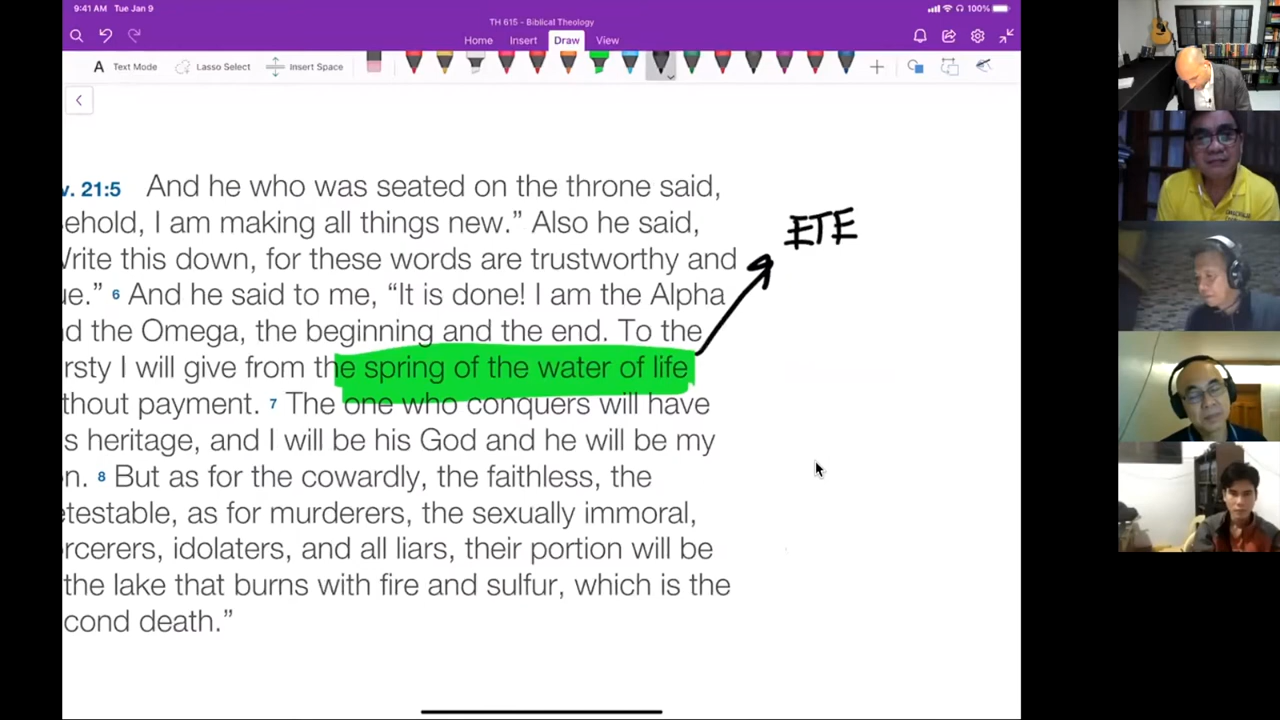 9:41 AM Tue Jan 9
100%
TH 615 - Biblical Theology
Home Insert Draw View
Text Mode Lasso Select Insert Space
v. 21:5 And he who was seated on the throne said,
ehold, I am making all things new.” Also he said,
Write this down, for these words are trustworthy and
ue.” 6 And he said to me, “It is done! I am the Alpha
d the Omega, the beginning and the end. To the
irsty I will give from the spring of the water of life
thout payment. 7 The one who conquers will have
s heritage, and I will be his God and he will be my
n. 8 But as for the cowardly, the faithless, the
etestable, as for murderers, the sexually immoral,
orcerers, idolaters, and all liars, their portion will be
the lake that burns with fire and sulfur, which is the
cond death.”
ETE